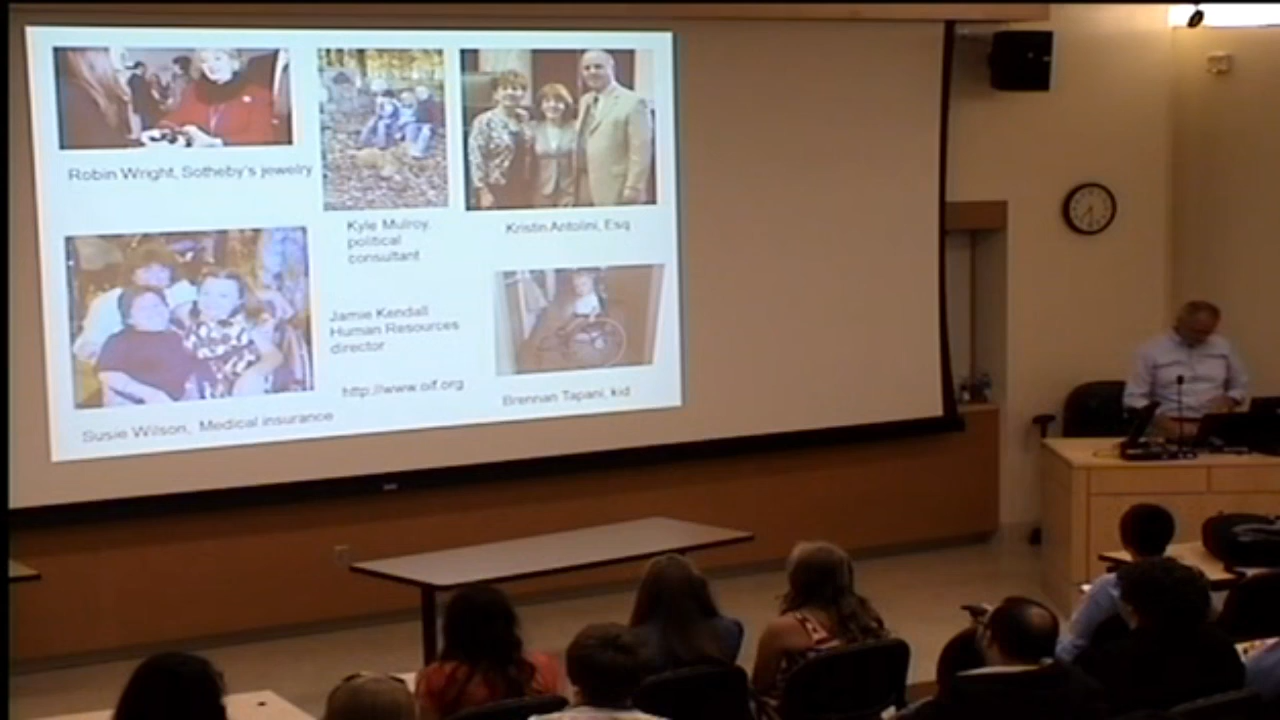 Robin Wright, Sotheby's jewelry
Kyle Mulroy,
political
consultant
Kristin Antolini, Esq
Jamie Kendall
Human Resources
director
http://www.oif.org
Susie Wilson, Medical insurance
Brennan Tapani, kid